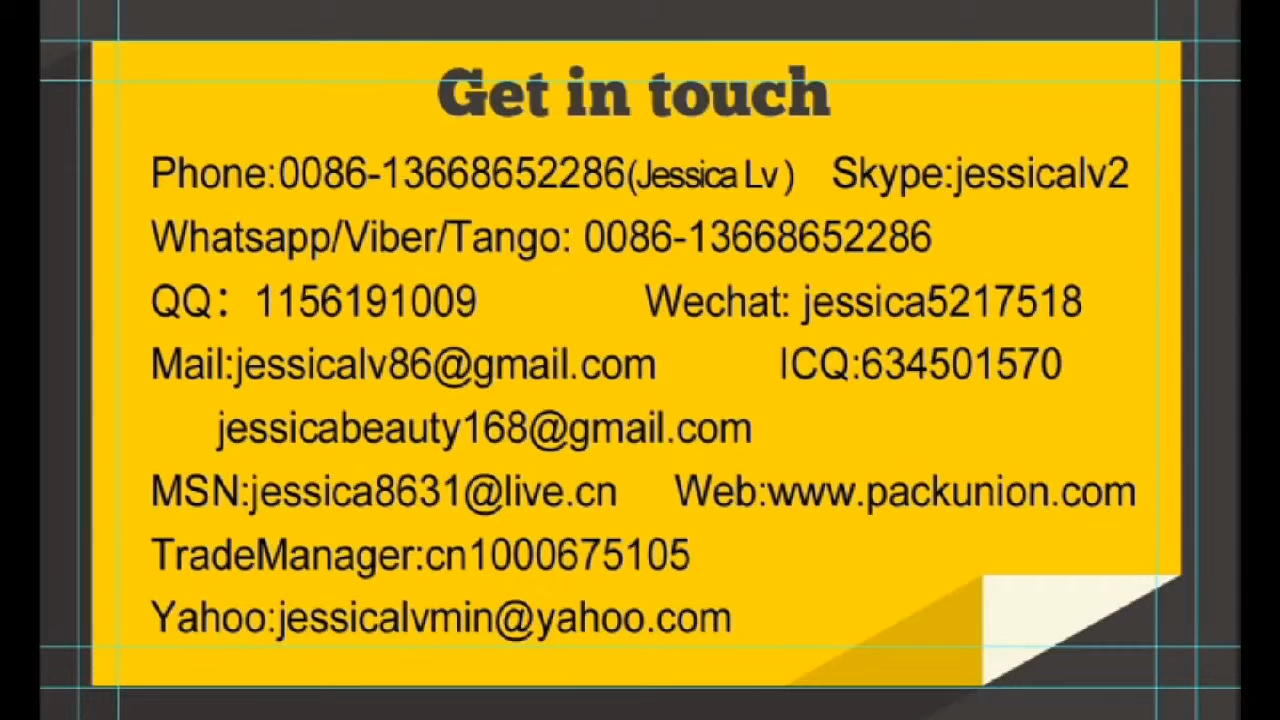 Get in touch
Phone:0086-13668652286(Jessica Lv) Skype:jessicalv2
Whatsapp/Viber/Tango: 0086-13668652286
QQ：1156191009 Wechat: jessica5217518
Mail:jessicalv86@gmail.com ICQ:634501570
jessicabeauty168@gmail.com
MSN:jessica8631@live.cn Web:www.packunion.com
TradeManager:cn1000675105
Yahoo:jessicalvmin@yahoo.com